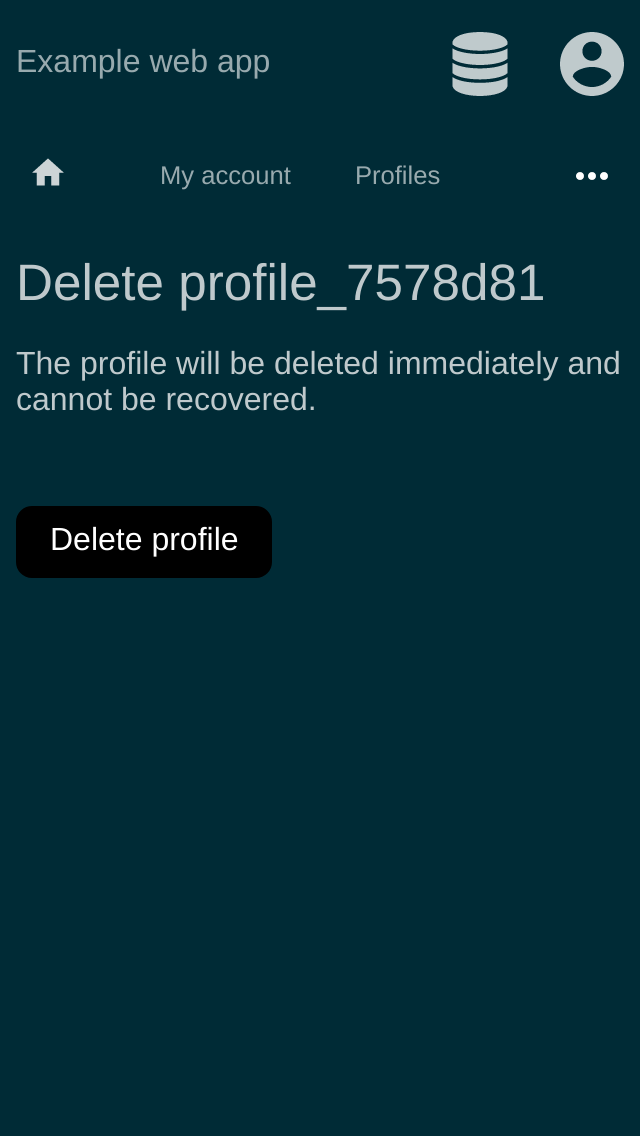 Example web app
My account Profiles
Delete profile_7578d81
The profile will be deleted immediately and
cannot be recovered.
Delete profile